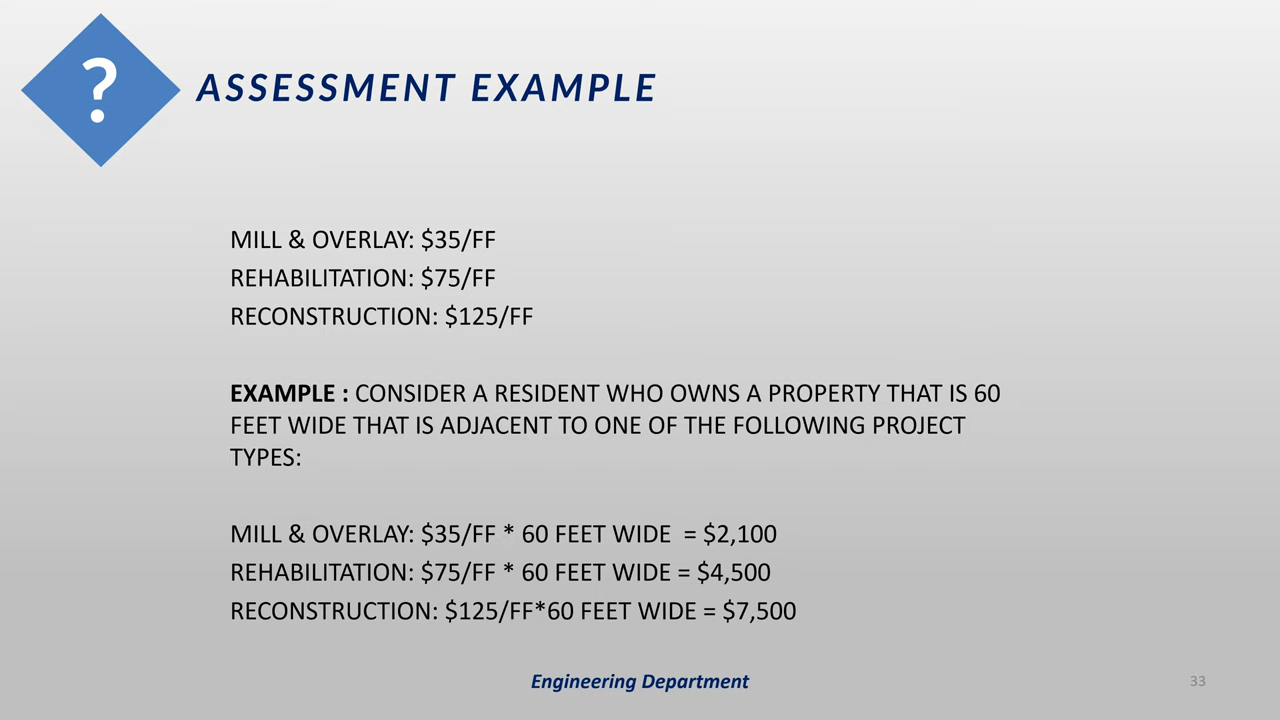 ?
ASSESSMENT EXAMPLE
MILL & OVERLAY: $35/FF
REHABILITATION: $75/FF
RECONSTRUCTION: $125/FF
EXAMPLE : CONSIDER A RESIDENT WHO OWNS A PROPERTY THAT IS 60
FEET WIDE THAT IS ADJACENT TO ONE OF THE FOLLOWING PROJECT
TYPES:
MILL & OVERLAY: $35/FF * 60 FEET WIDE  = $2,100
REHABILITATION: $75/FF * 60 FEET WIDE = $4,500
RECONSTRUCTION: $125/FF*60 FEET WIDE = $7,500
Engineering Department
33